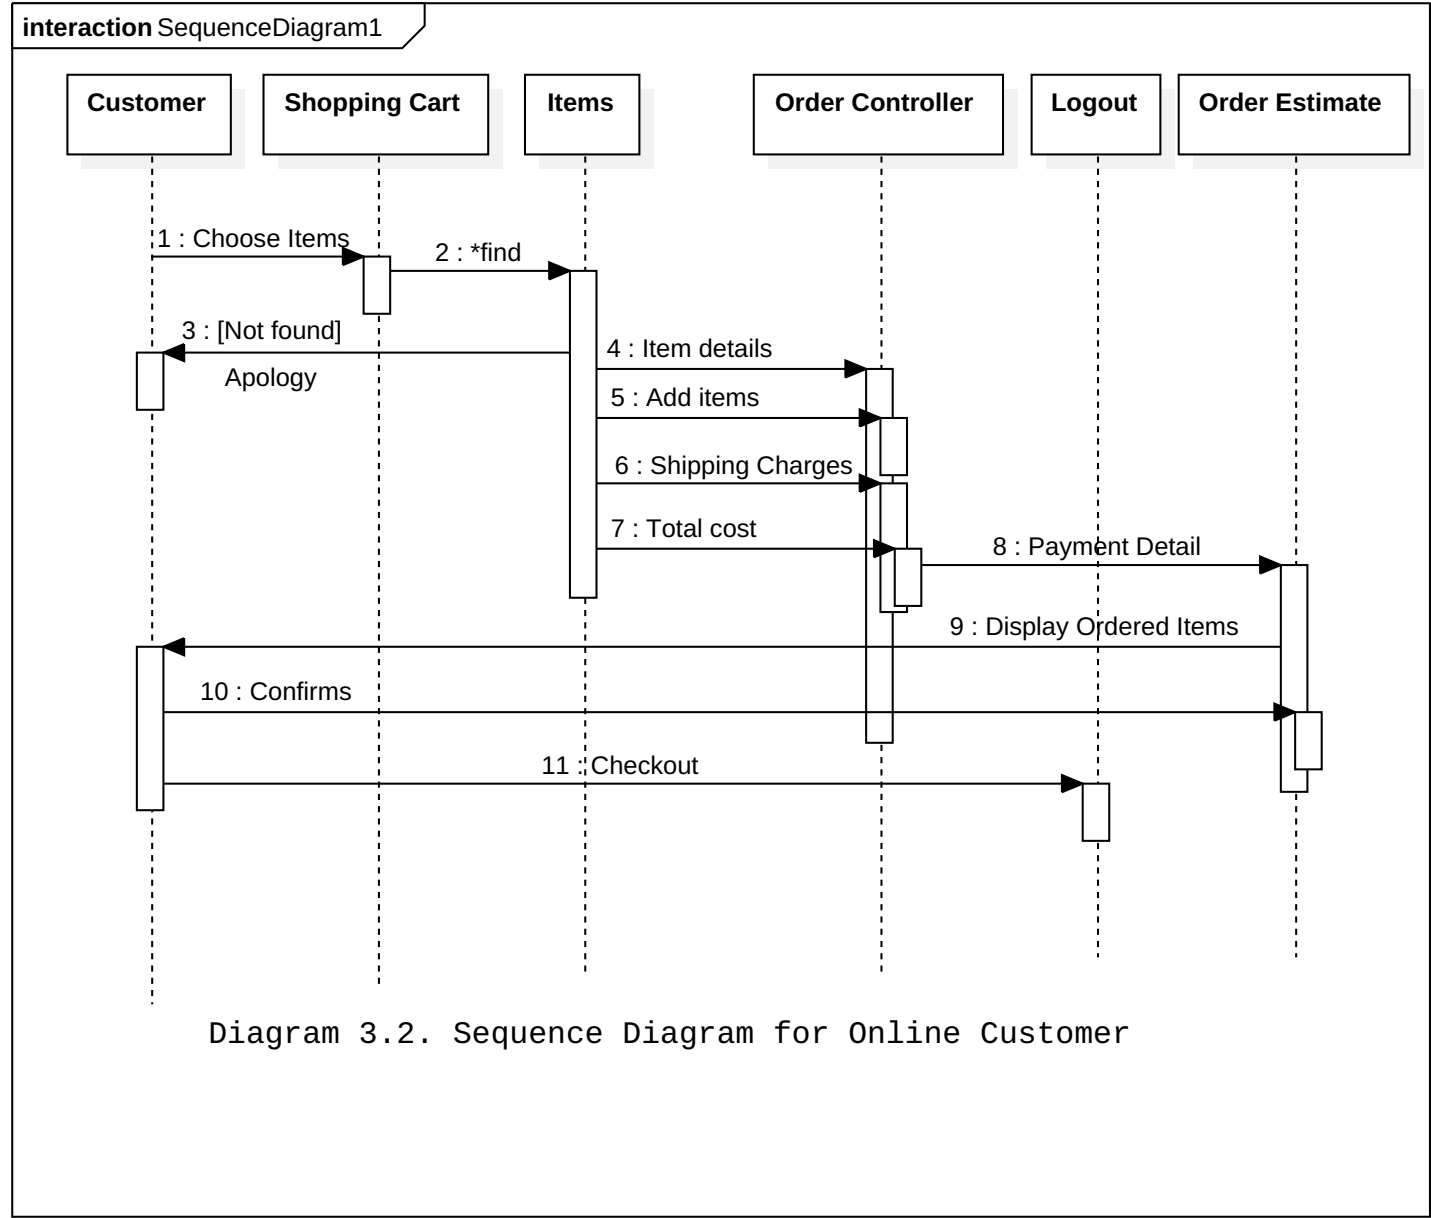 interaction SequenceDiagram1
Customer
Shopping Cart
Items
Order Controller
Logout
Order Estimate
1 : Choose Items
2 : *find
3 : [Not found]
Apology
4 : Item details
5 : Add items
6 : Shipping Charges
7 : Total cost
8 : Payment Detail
9 : Display Ordered Items
10 : Confirms
11 : Checkout
Diagram 3.2. Sequence Diagram for Online Customer